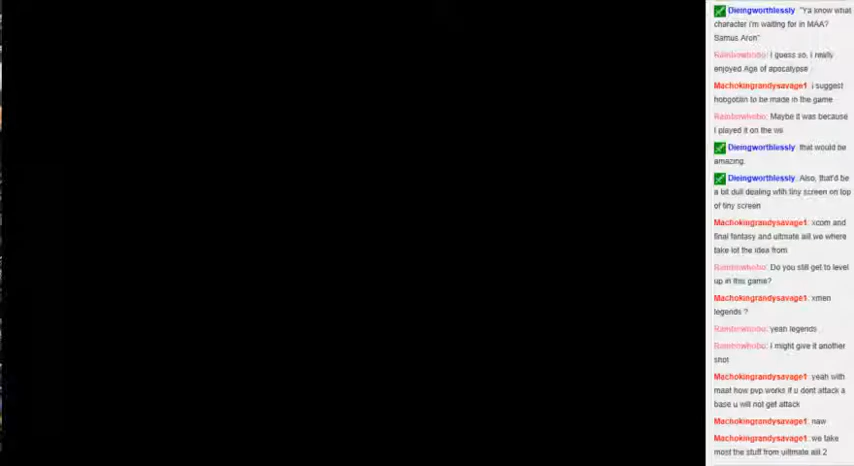 Dieingworthlessly "Ya know what
character i'm waiting for in MAA?
Samus Aron"
Rainbowhobo: I guess so, I really
enjoyed Age of apocalypse
Machokingrandysavage1: i suggest
hobgoblin to be made in the game
Rainbowhobo: Maybe it was because
I played it on the
Dieingworthlessly: that would be
amazing.
Dieingworthlessly: Also, that'd be
a bit dull dealing with tiny screen on top
of tiny screen
Machokingrandysavage1: xcom and
final fantasy and we where
take lot the idea from
Rainbowhobo: Do you still get to level
up in this game?
Machokingrandysavage1: xmen
legends ?
Rainbowhobo: yeah legends
Rainbowhobo: I might give it another
shot
Machokingrandysavage1: yeah with
maat how pvp works if u dont attack a
base u will not get attack
Machokingrandysavage1: naw
Machokingrandysavage1: we take
most the stuff from 2